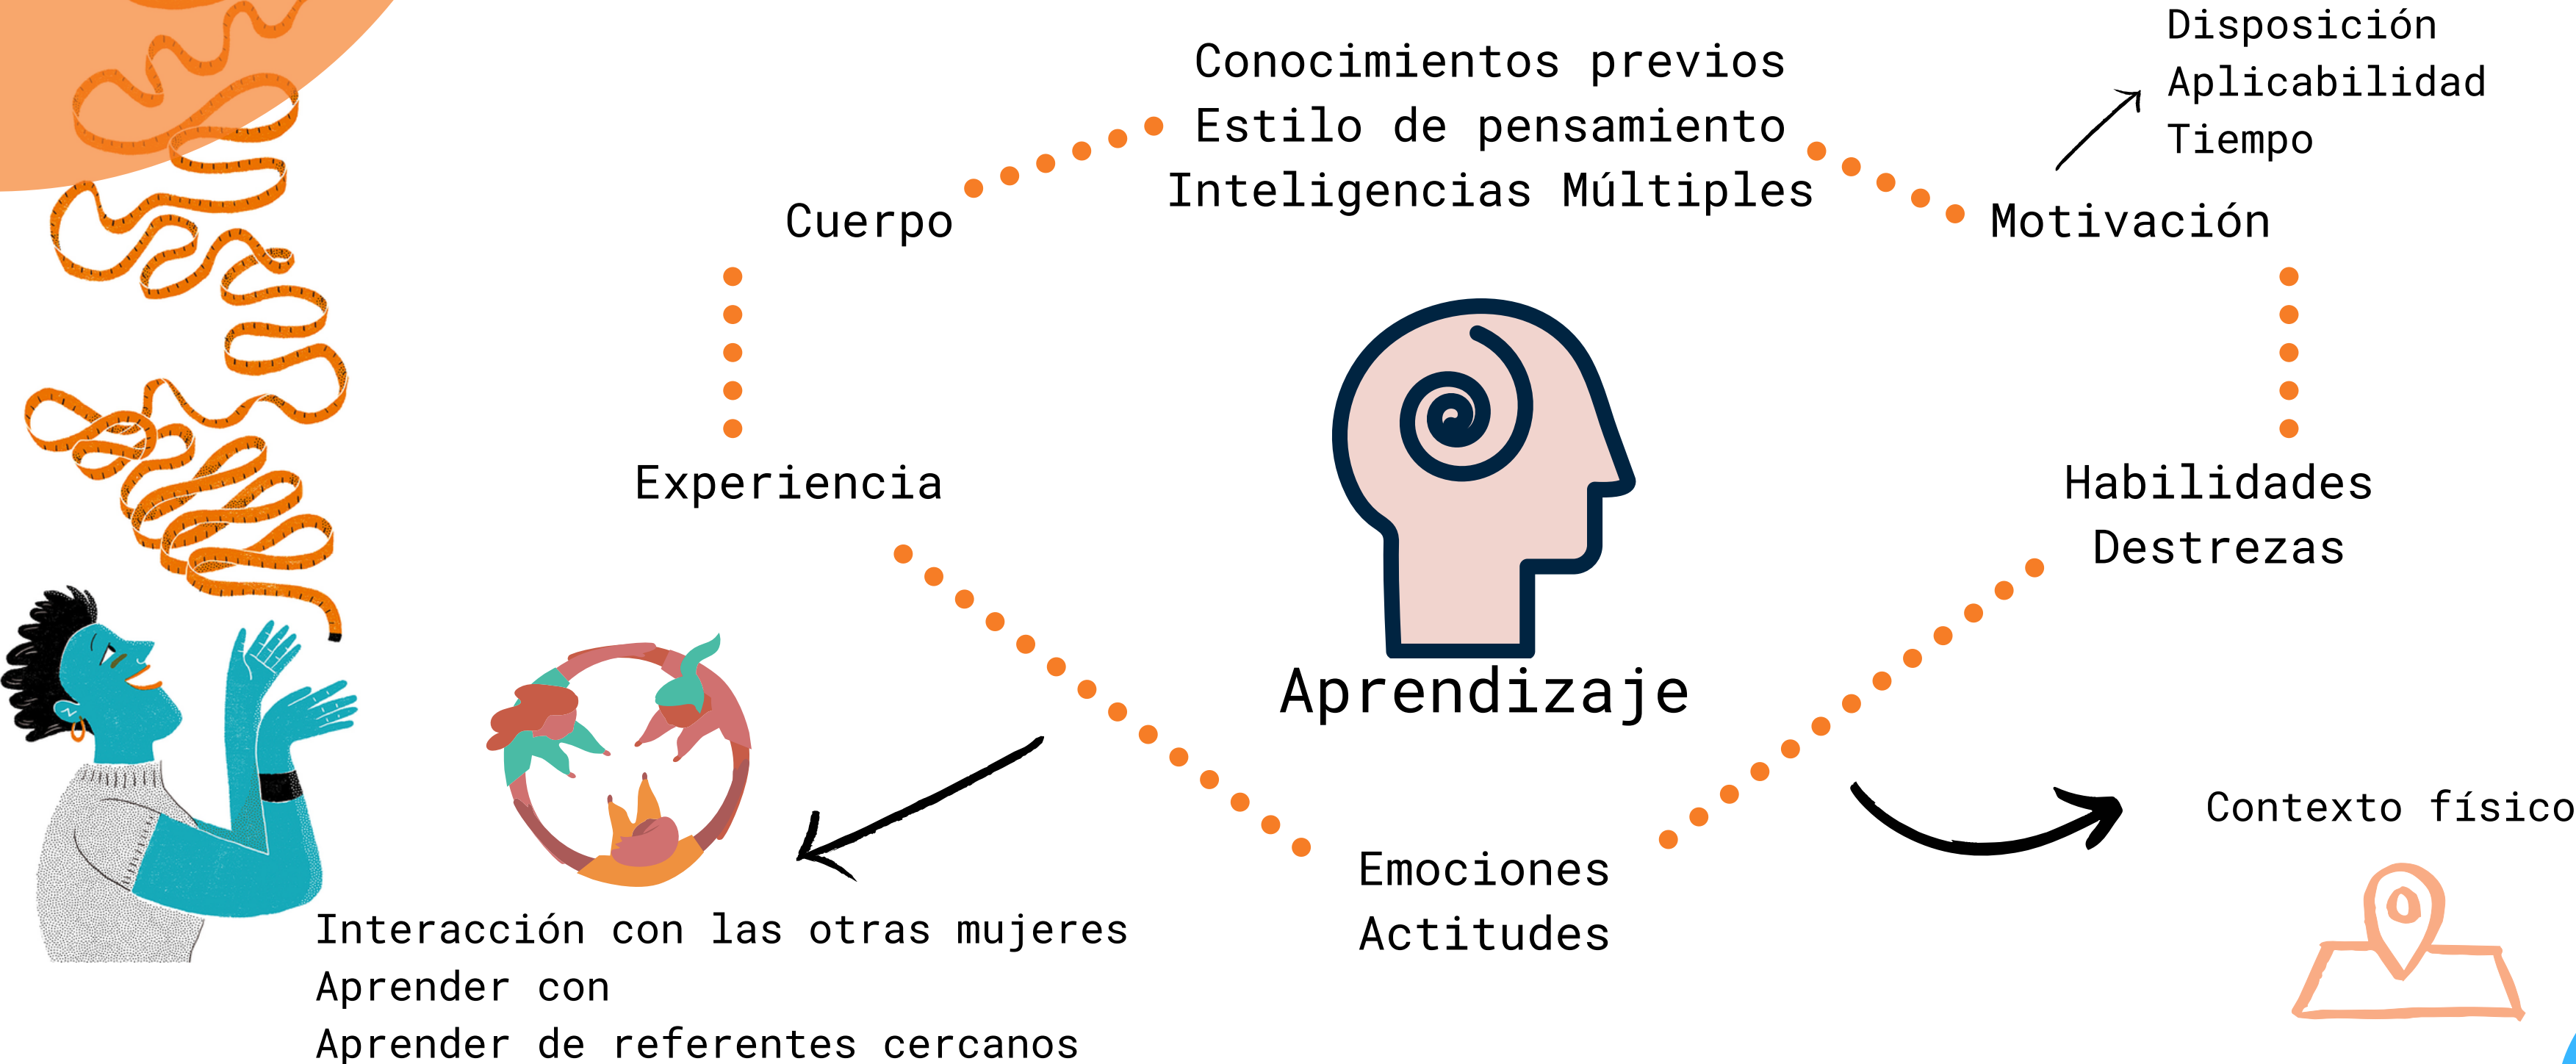 Disposición
Aplicabilidad
Tiempo
Conocimientos previos
Estilo de pensamiento
Inteligencias Múltiples
Cuerpo
Motivación
Experiencia
Habilidades
Destrezas
Aprendizaje
Contexto físico
Emociones
Actitudes
Interacción con las otras mujeres
Aprender con
Aprender de referentes cercanos